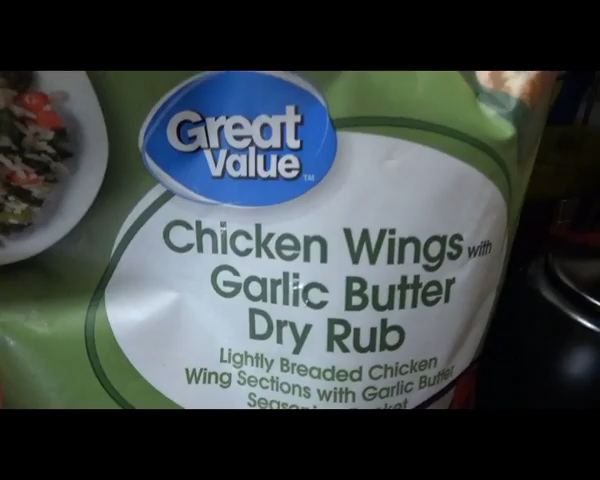 Great
Value
TM
Chicken Wings with
Garlic Butter
Dry Rub
Lightly Breaded Chicken
Wing Sections with Garlic Butter